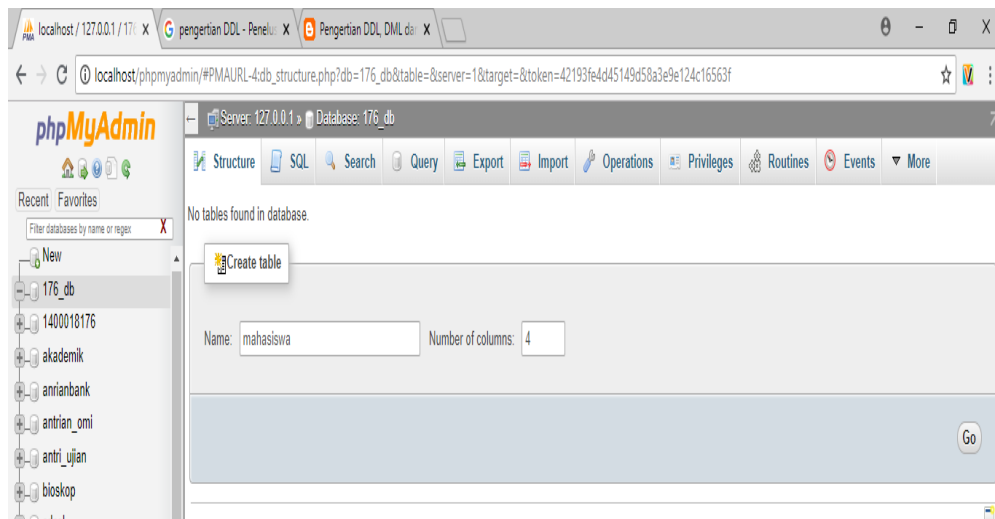 localhost / 127.0.0.1 / 176
pengertian DDL - Penelus
Pengertian DDL, DML dan
localhost/phpmyadmin/#PMAURL-4:db_structure.php?db=176_db&table=&server=1&target=&token=42193fe4d45149d58a3e9e124c16563f
phpMyAdmin
Recent Favorites
Filter databases by name or regex X
New
176_db
1400018176
akademik
anrianbank
antrian_omi
antri_ujian
bioskop
Server: 127.0.0.1 » Database: 176_db
Structure SQL Search Query Export Import Operations Privileges Routines Events More
No tables found in database.
Create table
Name: mahasiswa Number of columns: 4
Go